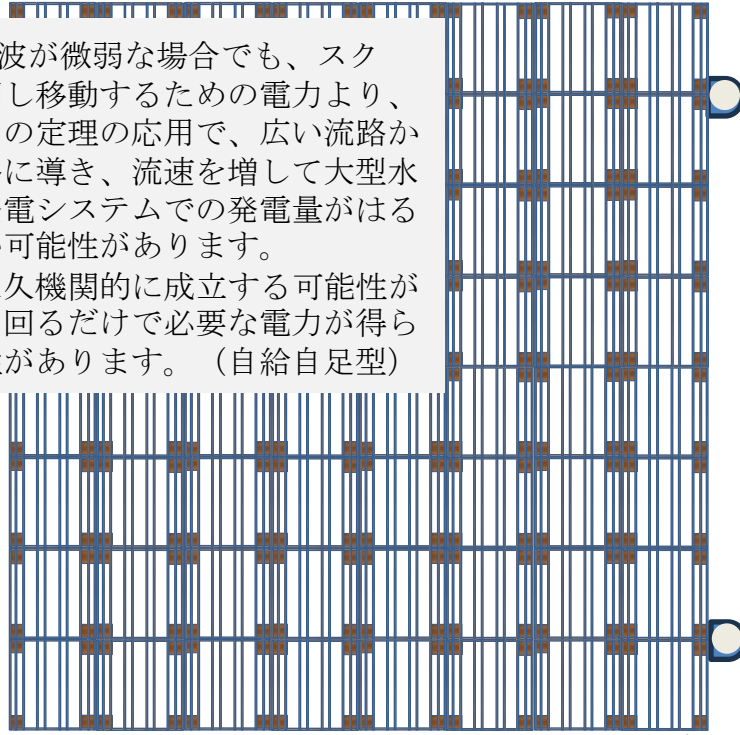 波が微弱な場合でも、スク
し移動するための電力より、
の定理の応用で、広い流路か
に導き、流速を増して大型水
電システムでの発電量がはる
可能性があります。
久機関的に成立する可能性が
回るだけで必要な電力が得ら
があります。（自給自足型）